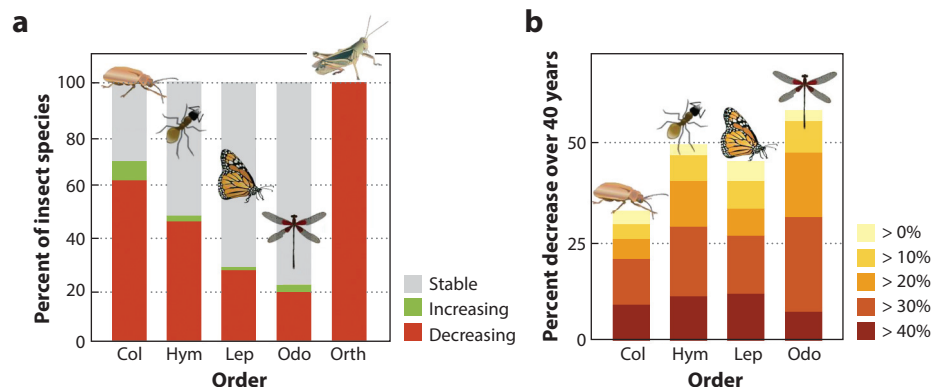 a
Percent of insect species
100
80
60
40
20
0
Col Hym Lep Odo Orth
Order
Stable
Increasing
Decreasing
b
Percent decrease over 40 years
50
25
0
Col Hym Lep Odo
Order
> 0%
> 10%
> 20%
> 30%
> 40%